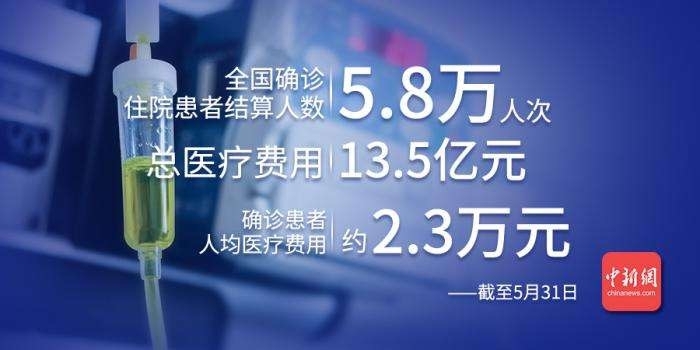 全国确诊
住院患者结算人数
5.8万人次
总医疗费用
13.5亿元
确诊患者
人均医疗费用
约2.3万元
——截至5月31日
中新網
chinanews.com